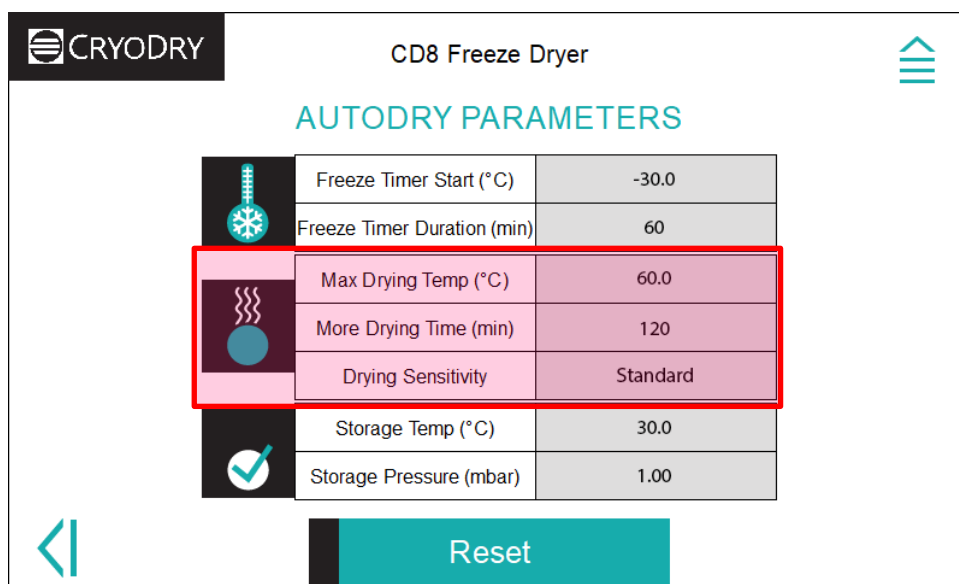 CRYODRY
CD8 Freeze Dryer
AUTODRY PARAMETERS
Freeze Timer Start (°C) -30.0
Freeze Timer Duration (min) 60
Max Drying Temp (°C) 60.0
More Drying Time (min) 120
Drying Sensitivity Standard
Storage Temp (°C) 30.0
Storage Pressure (mbar) 1.00
Reset